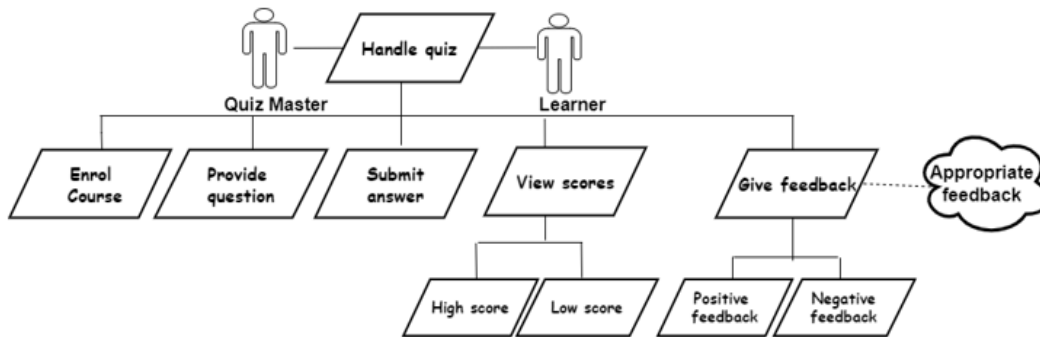 Handle quiz
Quiz Master
Learner
Enrol
Course
Provide
question
Submit
answer
View scores
Give feedback
Appropriate
feedback
High score
Low score
Positive
feedback
Negative
feedback